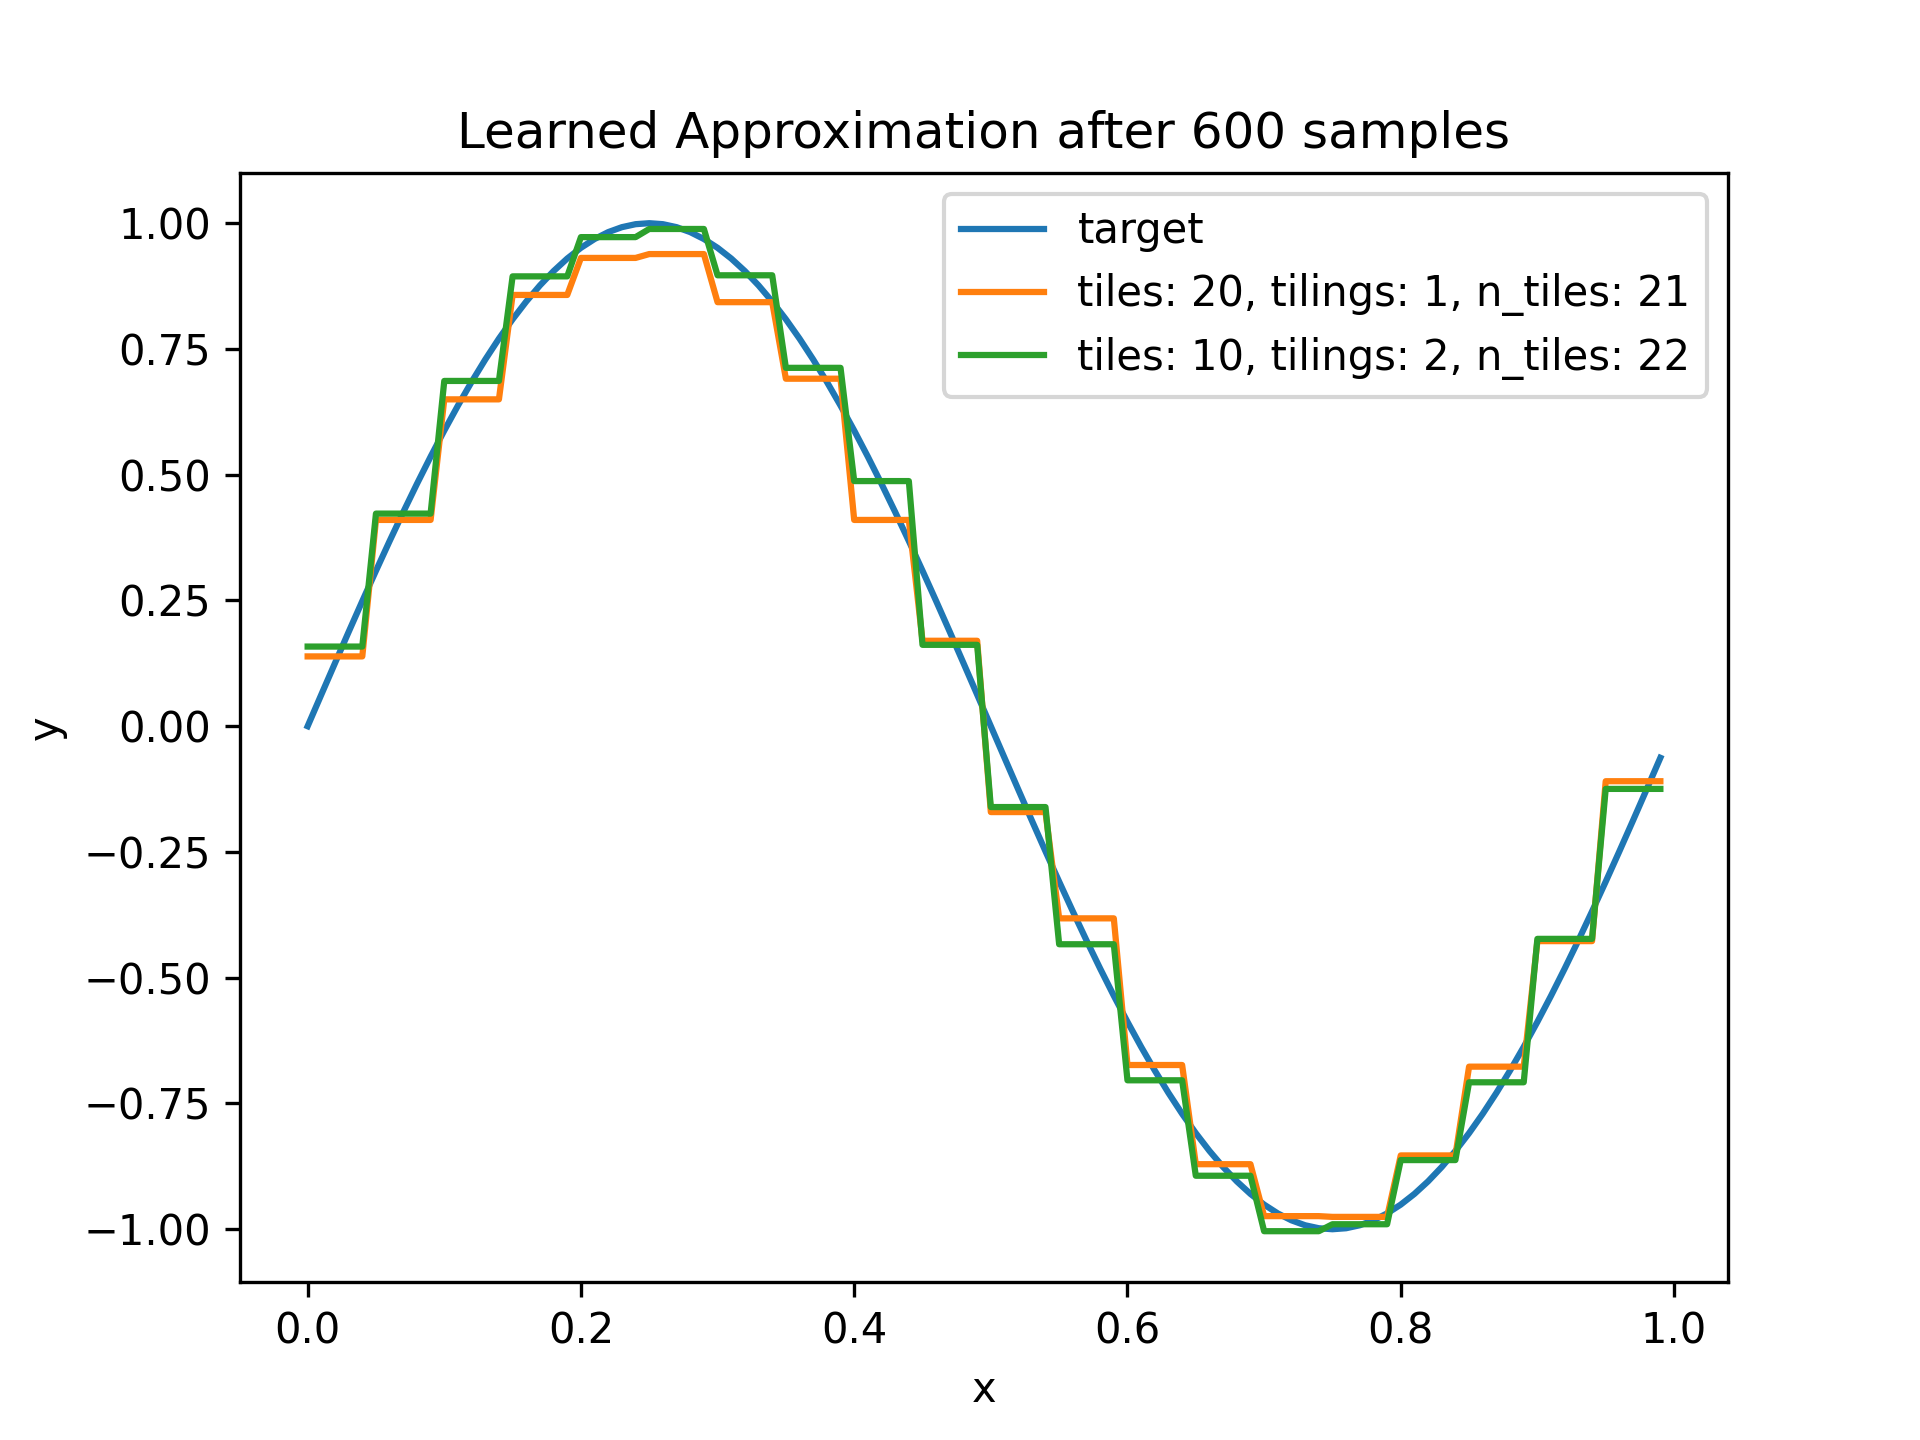 Learned Approximation after 600 samples
target
tiles: 20, tilings: 1, n_tiles: 21
tiles: 10, tilings: 2, n_tiles: 22
1.00
0.75
0.50
0.25
0.00
−0.25
−0.50
−0.75
−1.00
y
0.0 0.2 0.4 0.6 0.8 1.0
x